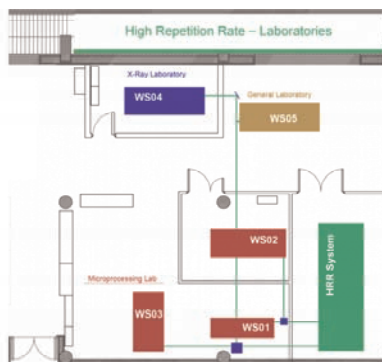 High Repetition Rate – Laboratories
X-Ray Laboratory
WS04
General Laboratory
WS05
WS02
HRR System
Microprocessing Lab
WS03
WS01